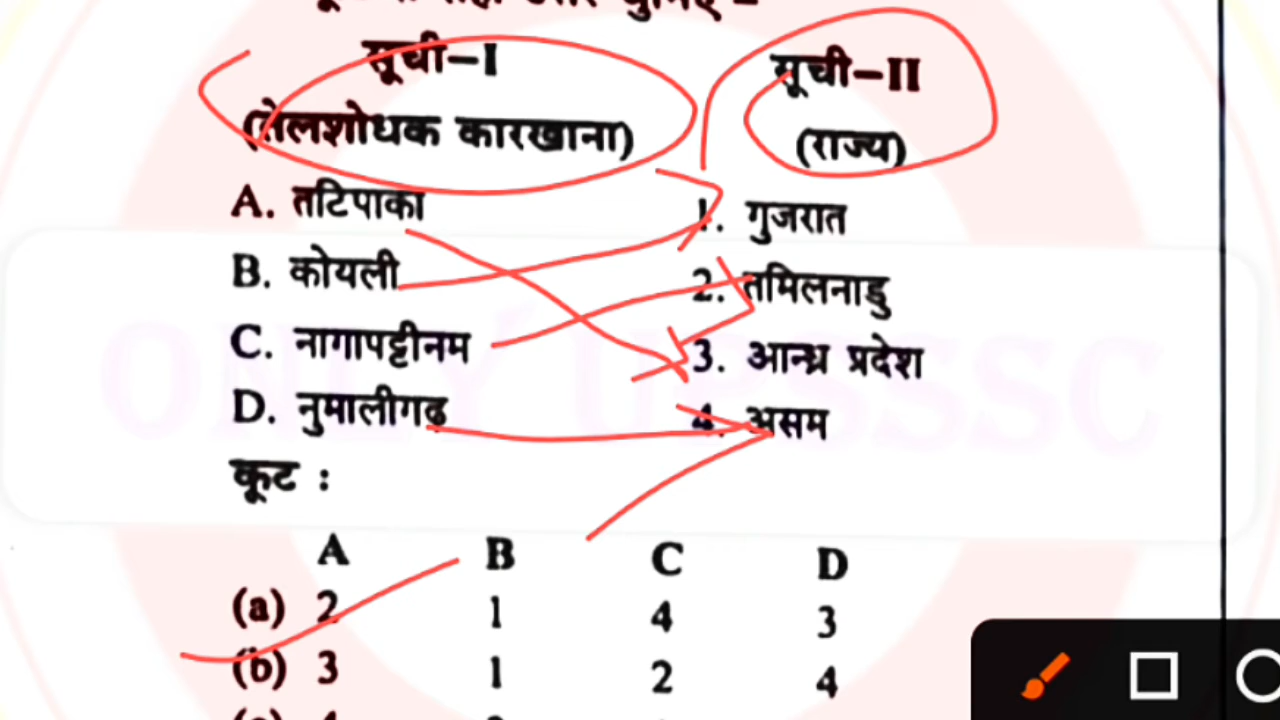 सूची–I सूची–II
(तेलशोधक कारखाना) (राज्य)
A. तटिपाका 1. गुजरात
B. कोयली 2. तमिलनाडु
C. नागापट्टीनम 3. आन्ध्र प्रदेश
D. नुमालीगढ़ 4. असम
कूट :
A B C D
(a) 2 1 4 3
(b) 3 1 2 4